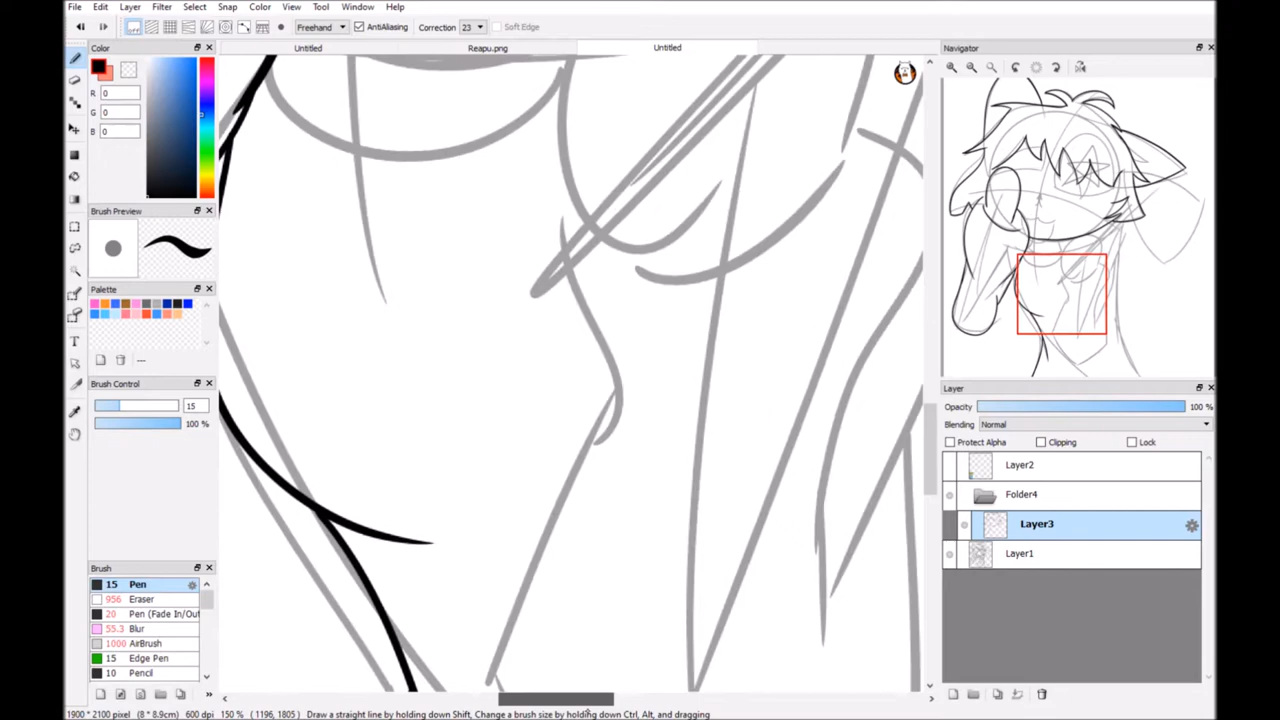 File Edit Layer Filter Select Snap Color View Tool Window Help
off Freehand AntiAliasing Correction 23 Soft Edge
Color
Untitled Reapu.png Untitled
Navigator
R 0
G 0
B 0
Brush Preview
Palette
---
Brush Control
15
100 %
Layer
Opacity 100 %
Blending Normal
Protect Alpha Clipping Lock
Layer2
Folder4
Layer3
Layer1
Brush
15 Pen
956 Eraser
20 Pen (Fade In/Out
55.3 Blur
1000 AirBrush
15 Edge Pen
10 Pencil
1900 * 2100 pixel (8 * 8.9cm) 600 dpi 150 % ( 1196, 1805) Draw a straight line by holding down Shift, Change a brush size by holding down Ctrl, Alt, and dragging